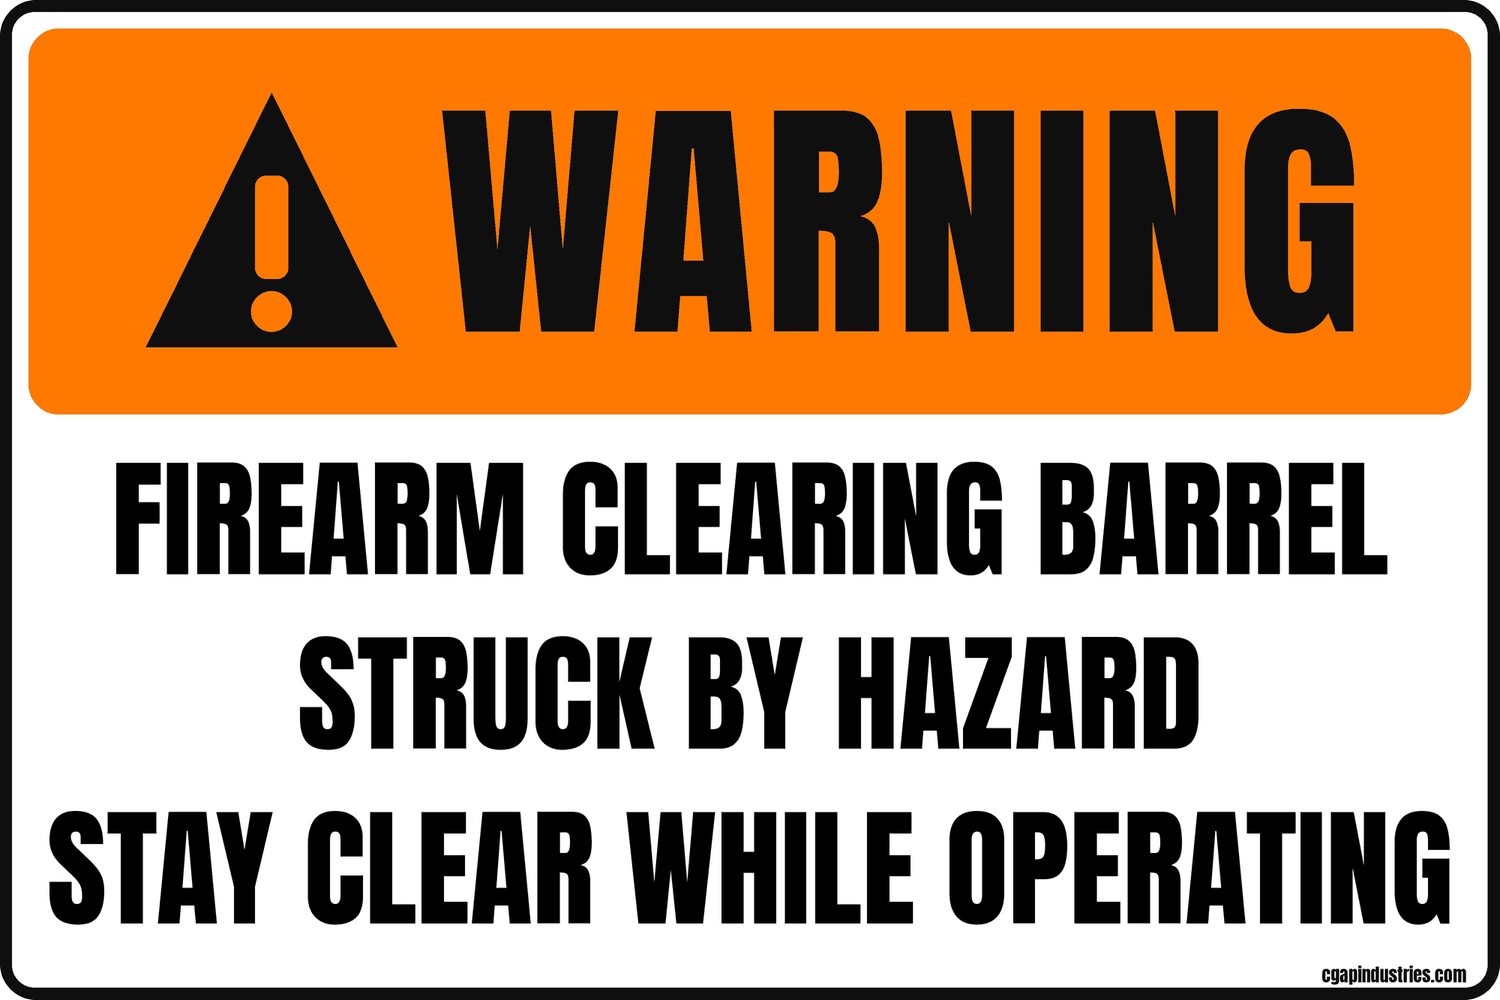 WARNING
FIREARM CLEARING BARREL
STRUCK BY HAZARD
STAY CLEAR WHILE OPERATING
cgapindustries.com